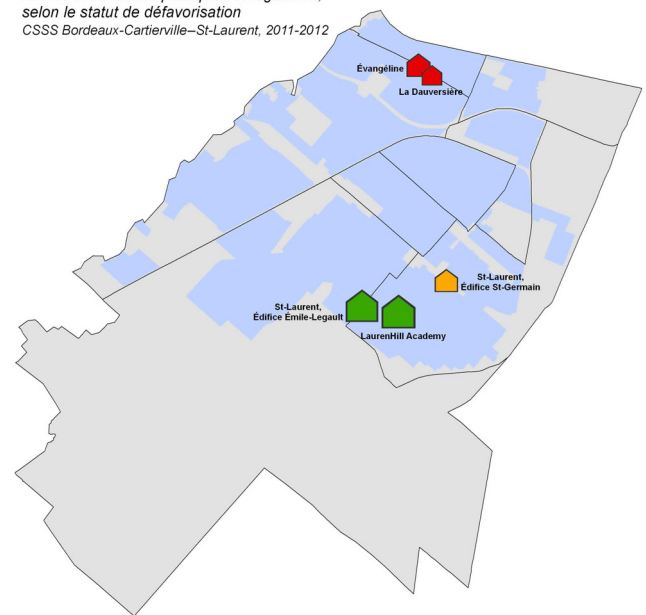 selon le statut de défavorisation
CSSS Bordeaux-Cartierville–St-Laurent, 2011-2012
Évangéline
La Dauversière
St-Laurent,
Édifice St-Germain
St-Laurent,
Édifice Émile-Legault
LaurenHill Academy